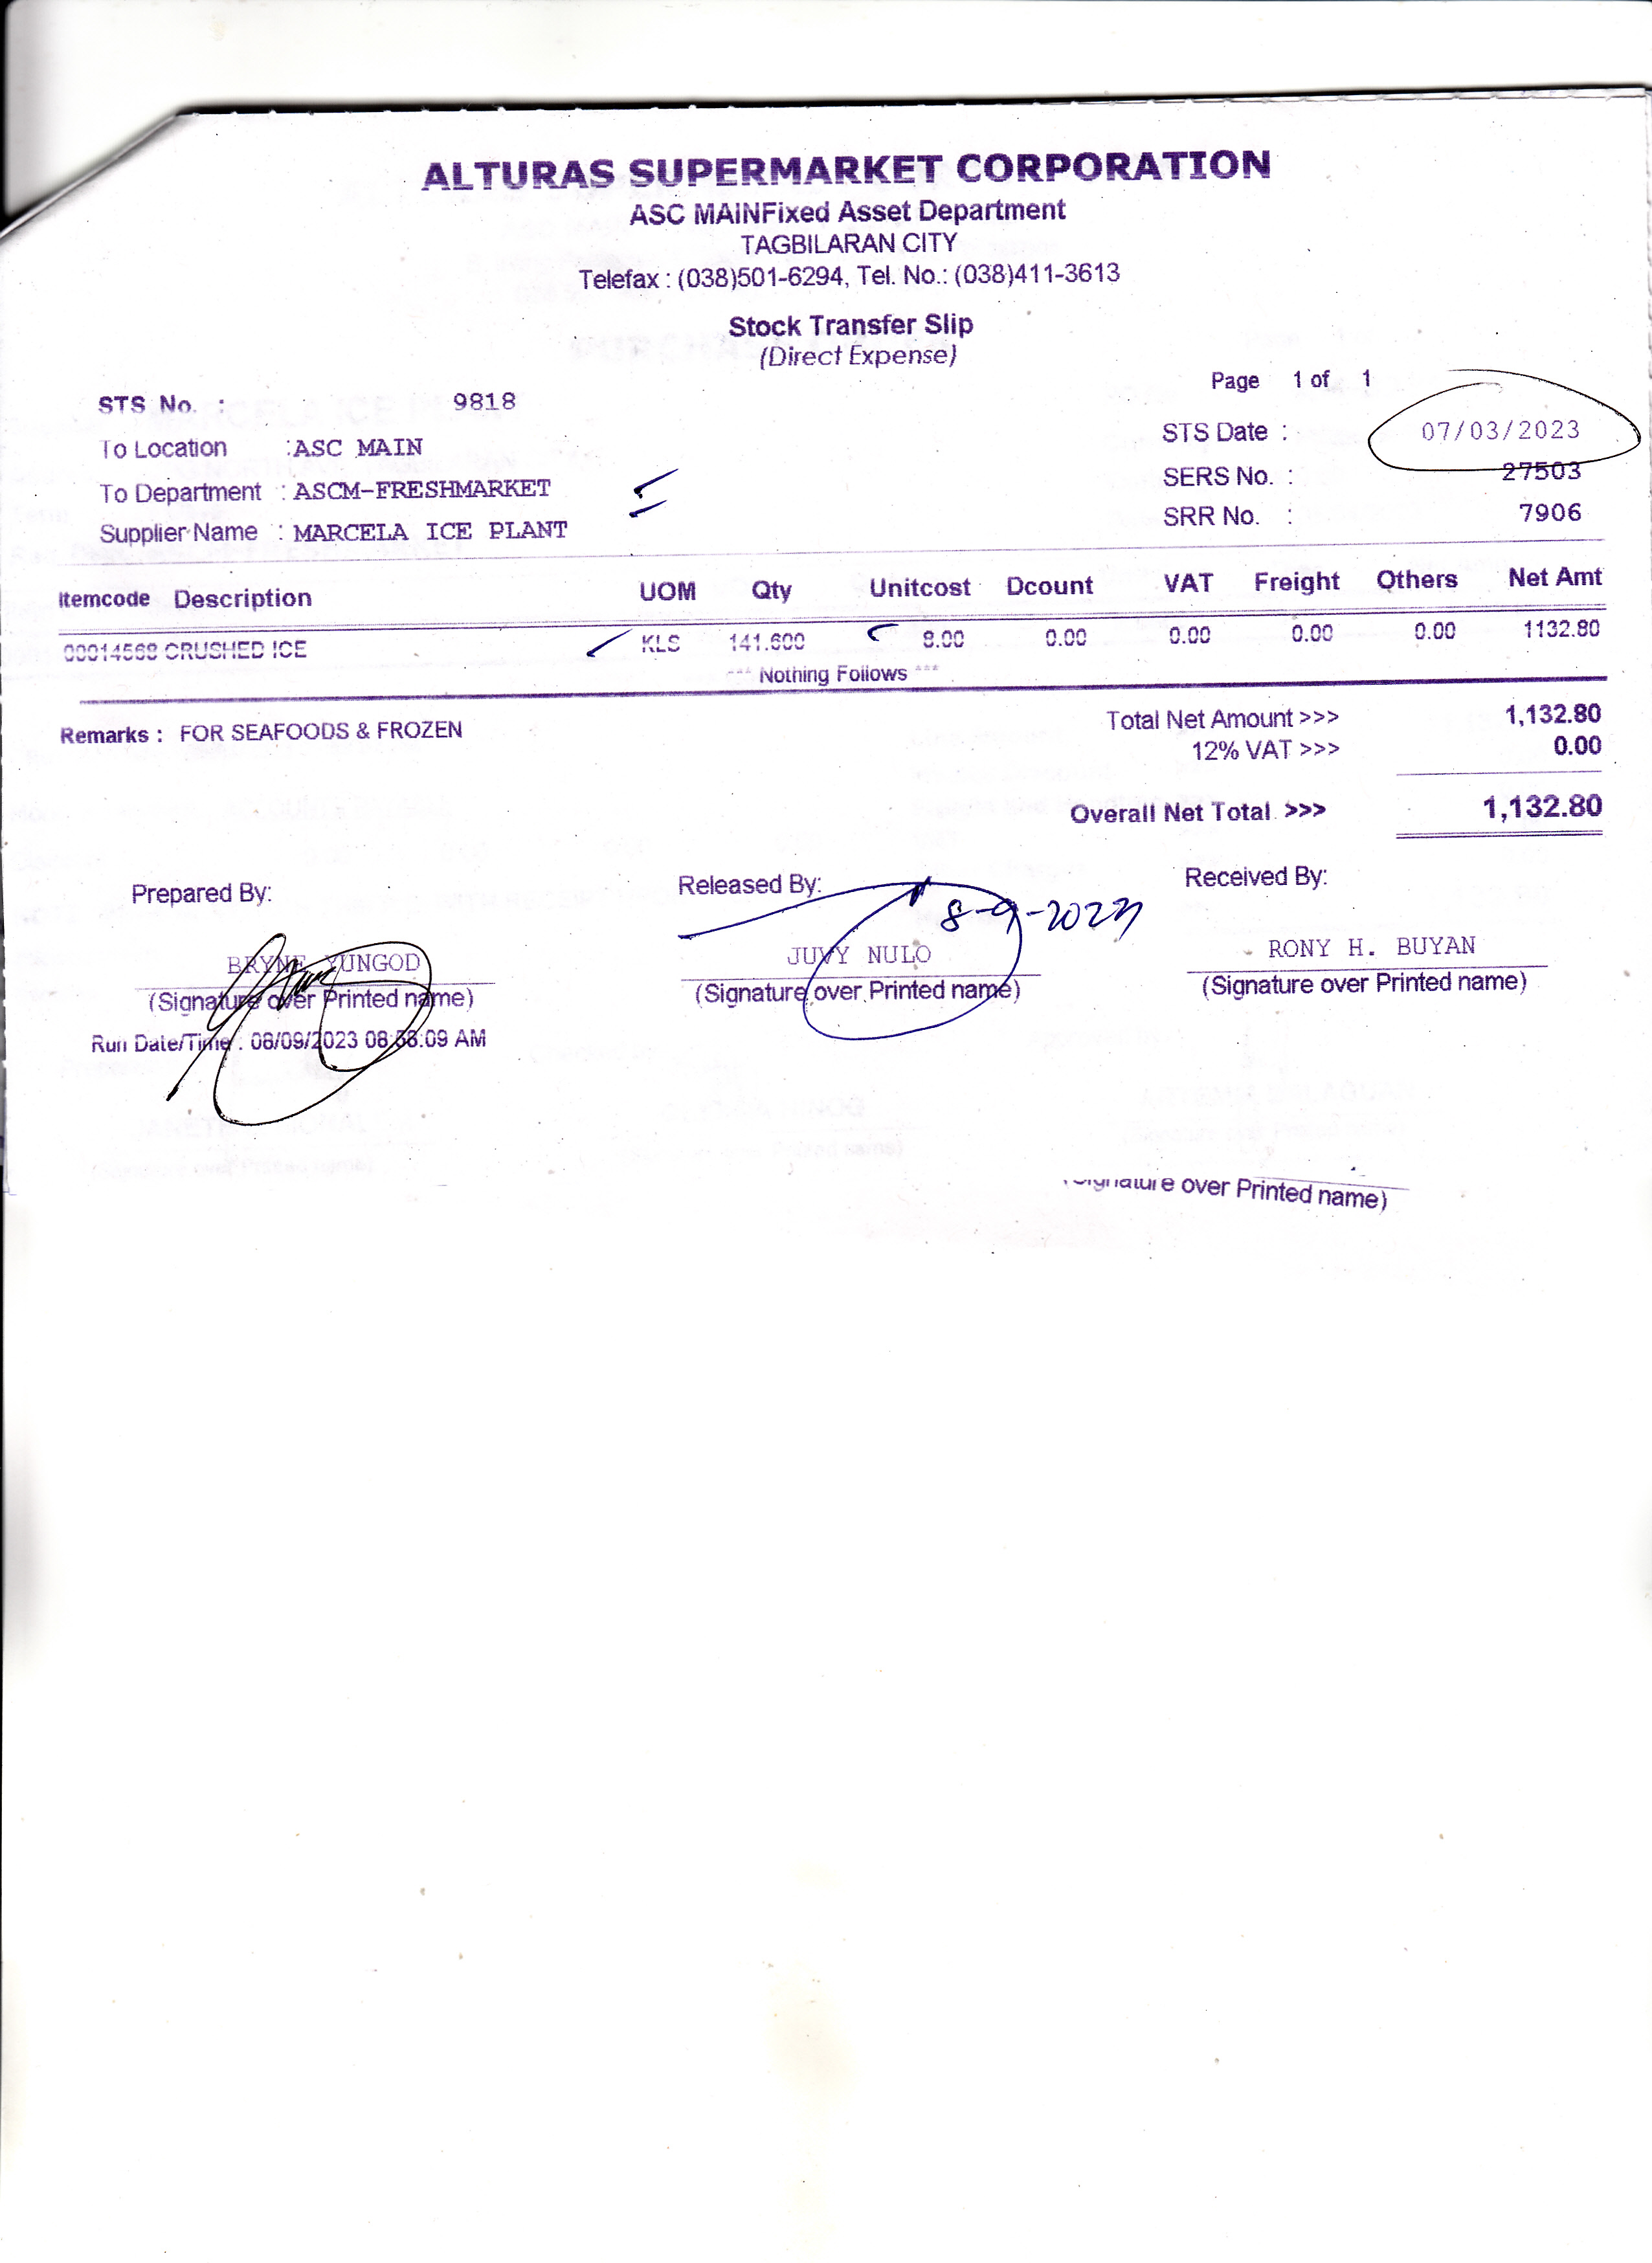 ALTURAS SUPERMARKET CORPORATION
ASC MAINFixed Asset Department
TAGBILARAN CITY
Telefax : (038)501-6294, Tel. No.: (038)411-3613
Stock Transfer Slip
(Direct Expense)
Page 1 of 1
STS No. : 9818 STS Date : 07/03/2023
To Location : ASC MAIN SERS No. : 27503
To Department : ASCM-FRESHMARKET SRR No. : 7906
Supplier Name : MARCELA ICE PLANT
Itemcode Description UOM Qty Unitcost Dcount VAT Freight Others Net Amt
CRUSHED ICE KLS 141.600 8.00 0.00 0.00 0.00 0.00 1132.80
*** Nothing Follows ***
Remarks : FOR SEAFOODS & FROZEN Total Net Amount >>> 1,132.80
12% VAT >>> 0.00
Overall Net Total >>> 1,132.80
Prepared By: Released By: Received By:
8-9-2023
BRYNE YUNGOD JUVY NULO RONY H. BUYAN
(Signature over Printed name) (Signature over Printed name) (Signature over Printed name)
Run Date/Time : 08/09/2023 08:58:09 AM
(Signature over Printed name)